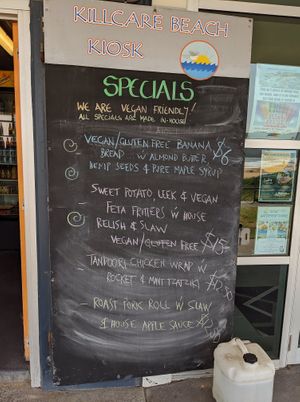 KILLCARE BEACH
KIOSK
SPECIALS
WE ARE VEGAN FRIENDLY!
ALL SPECIALS ARE MADE IN-HOUSE!
VEGAN/GLUTEN FREE BANANA
BREAD W ALMOND BUTTER, $6
HEMP SEEDS & PURE MAPLE SYRUP
SWEET POTATO, LEEK & VEGAN
FETA FRITTERS W HOUSE
RELISH & SLAW
VEGAN/GLUTEN FREE $15-
- TANDOORI CHICKEN WRAP W
ROCKET & MINT TZATZIKI
- ROAST PORK ROLL W SLAW
& HOUSE APPLE SAUCE